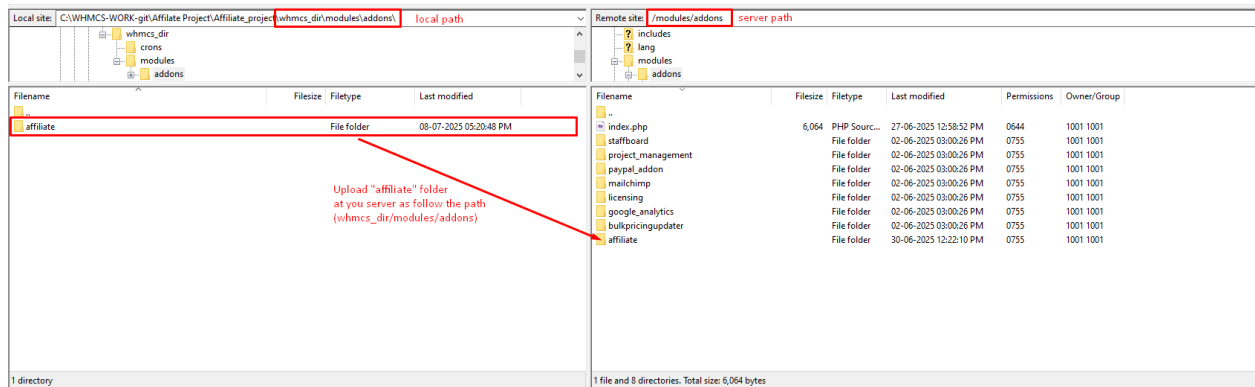 Local site: C:\WHMCS-WORK-git\Affilate Project\Affiliate_project\whmcs_dir\modules\addons\ local path
whmcs_dir
crons
modules
addons
Filename Filesize Filetype Last modified
..
affiliate File folder 08-07-2025 05:20:48 PM
Upload "affiliate" folder
at you server as follow the path
(whmcs_dir/modules/addons)
1 directory
Remote site: /modules/addons server path
? includes
? lang
modules
addons
Filename Filesize Filetype Last modified Permissions Owner/Group
..
index.php 6,064 PHP Sourc... 27-06-2025 12:58:52 PM 0644 1001 1001
staffboard File folder 02-06-2025 03:00:26 PM 0755 1001 1001
project_management File folder 02-06-2025 03:00:26 PM 0755 1001 1001
paypal_addon File folder 02-06-2025 03:00:26 PM 0755 1001 1001
mailchimp File folder 02-06-2025 03:00:26 PM 0755 1001 1001
licensing File folder 02-06-2025 03:00:26 PM 0755 1001 1001
google_analytics File folder 02-06-2025 03:00:26 PM 0755 1001 1001
bulkpricingupdater File folder 02-06-2025 03:00:26 PM 0755 1001 1001
affiliate File folder 30-06-2025 12:22:10 PM 0755 1001 1001
1 file and 8 directories. Total size: 6,064 bytes